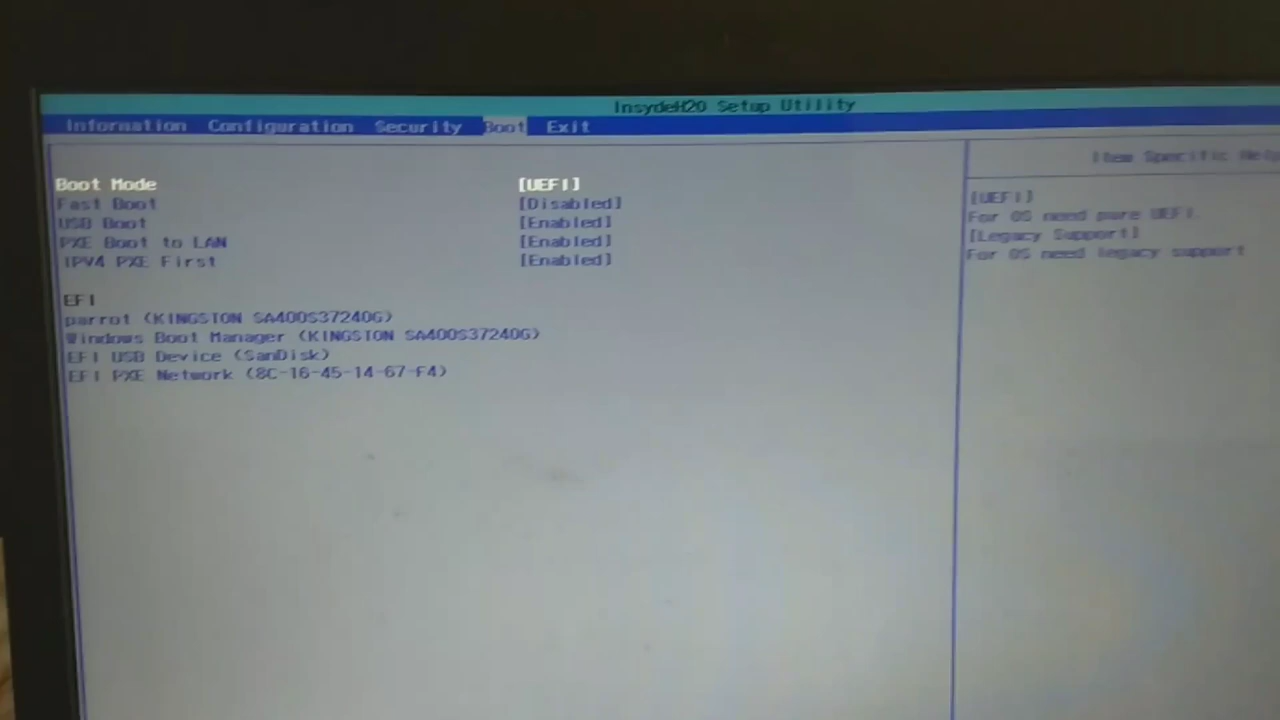 InsydeH20 Setup Utility
Information Configuration Security Boot Exit
Item Specific Help
Boot Mode [UEFI]
Fast Boot [Disabled]
USB Boot [Enabled]
PXE Boot to LAN [Enabled]
IPV4 PXE First [Enabled]
EFI
parrot (KINGSTON SA400S37240G)
Windows Boot Manager (KINGSTON SA400S37240G)
EFI USB Device (SanDisk)
EFI PXE Network (8C-16-45-14-67-F4)
[UEFI]
For OS need pure UEFI
[Legacy Support]
For OS need legacy support